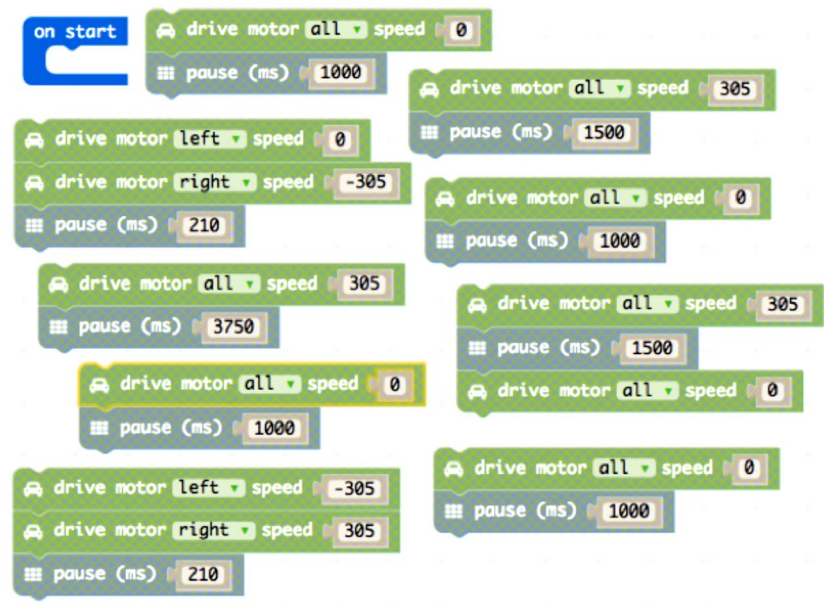 on start
drive motor all speed 0
pause (ms) 1000
drive motor all speed 305
pause (ms) 1500
drive motor left speed 0
drive motor right speed -305
pause (ms) 210
drive motor all speed 0
pause (ms) 1000
drive motor all speed 305
pause (ms) 3750
drive motor all speed 305
pause (ms) 1500
drive motor all speed 0
drive motor all speed 0
pause (ms) 1000
drive motor left speed -305
drive motor right speed 305
pause (ms) 210
drive motor all speed 0
pause (ms) 1000